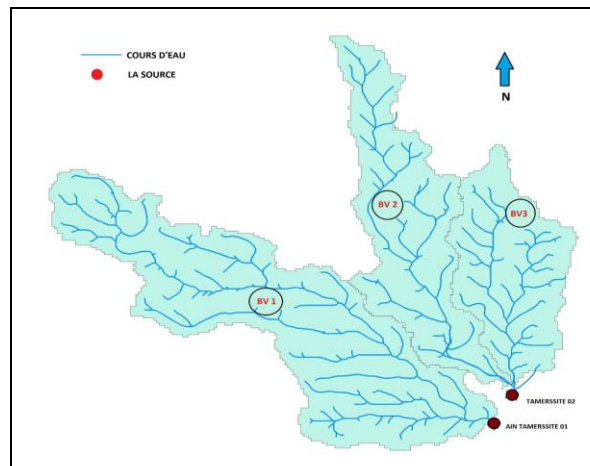 COURS D'EAU
LA SOURCE
N
BV 2
BV3
BV 1
TAMERSSITE 02
AIN TAMERSSITE 01